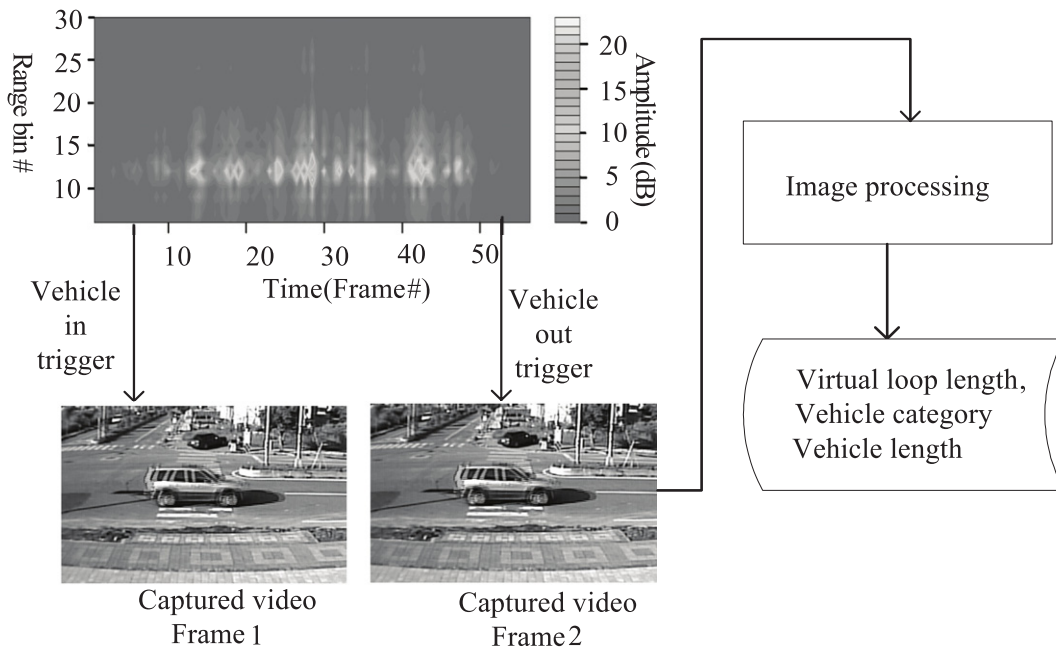 30
25
20
15
10
Range bin #
10
20
30
40
50
Time(Frame#)
20
15
10
5
0
Amplitude(dB)
Vehicle
in
trigger
Vehicle
out
trigger
Captured video
Frame 1
Captured video
Frame 2
Image processing
Virtual loop length,
Vehicle category
Vehicle length